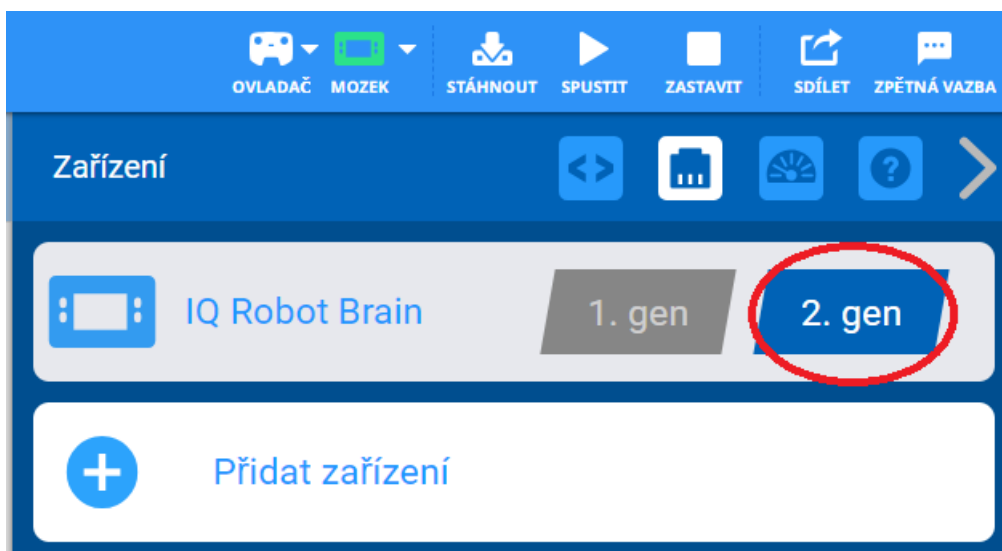 OVLADAČ MOZEK STÁHNOUT SPUSTIT ZASTAVIT SDÍLET ZPĚTNÁ VAZBA
Zařízení
IQ Robot Brain 1. gen 2. gen
Přidat zařízení